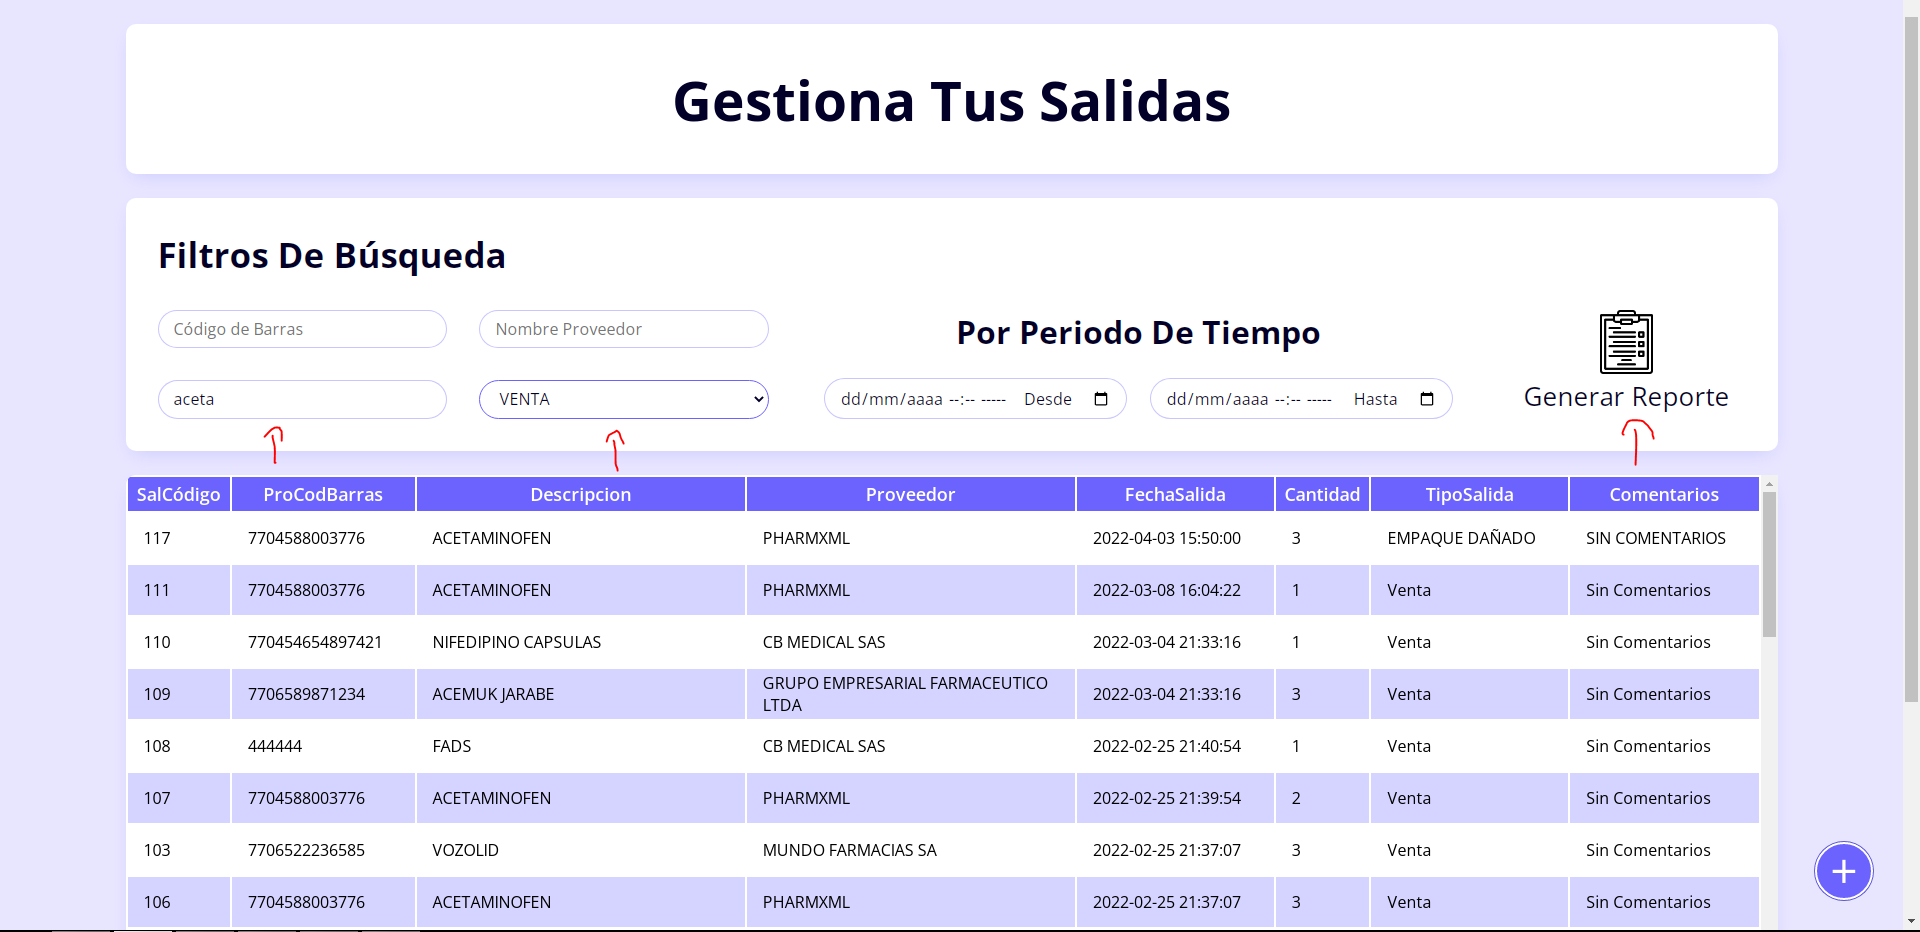 Gestiona Tus Salidas
Filtros De Búsqueda
Código de Barras Nombre Proveedor
Por Periodo De Tiempo
aceta VENTA dd/mm/aaaa --:-- ----- Desde dd/mm/aaaa --:-- ----- Hasta
Generar Reporte
SalCódigo ProCodBarras Descripcion Proveedor FechaSalida Cantidad TipoSalida Comentarios
117 7704588003776 ACETAMINOFEN PHARMXML 2022-04-03 15:50:00 3 EMPAQUE DAÑADO SIN COMENTARIOS
111 7704588003776 ACETAMINOFEN PHARMXML 2022-03-08 16:04:22 1 Venta Sin Comentarios
110 770454654897421 NIFEDIPINO CAPSULAS CB MEDICAL SAS 2022-03-04 21:33:16 1 Venta Sin Comentarios
109 7706589871234 ACEMUK JARABE GRUPO EMPRESARIAL FARMACEUTICO LTDA 2022-03-04 21:33:16 3 Venta Sin Comentarios
108 444444 FADS CB MEDICAL SAS 2022-02-25 21:40:54 1 Venta Sin Comentarios
107 7704588003776 ACETAMINOFEN PHARMXML 2022-02-25 21:39:54 2 Venta Sin Comentarios
103 7706522236585 VOZOLID MUNDO FARMACIAS SA 2022-02-25 21:37:07 3 Venta Sin Comentarios
106 7704588003776 ACETAMINOFEN PHARMXML 2022-02-25 21:37:07 3 Venta Sin Comentarios